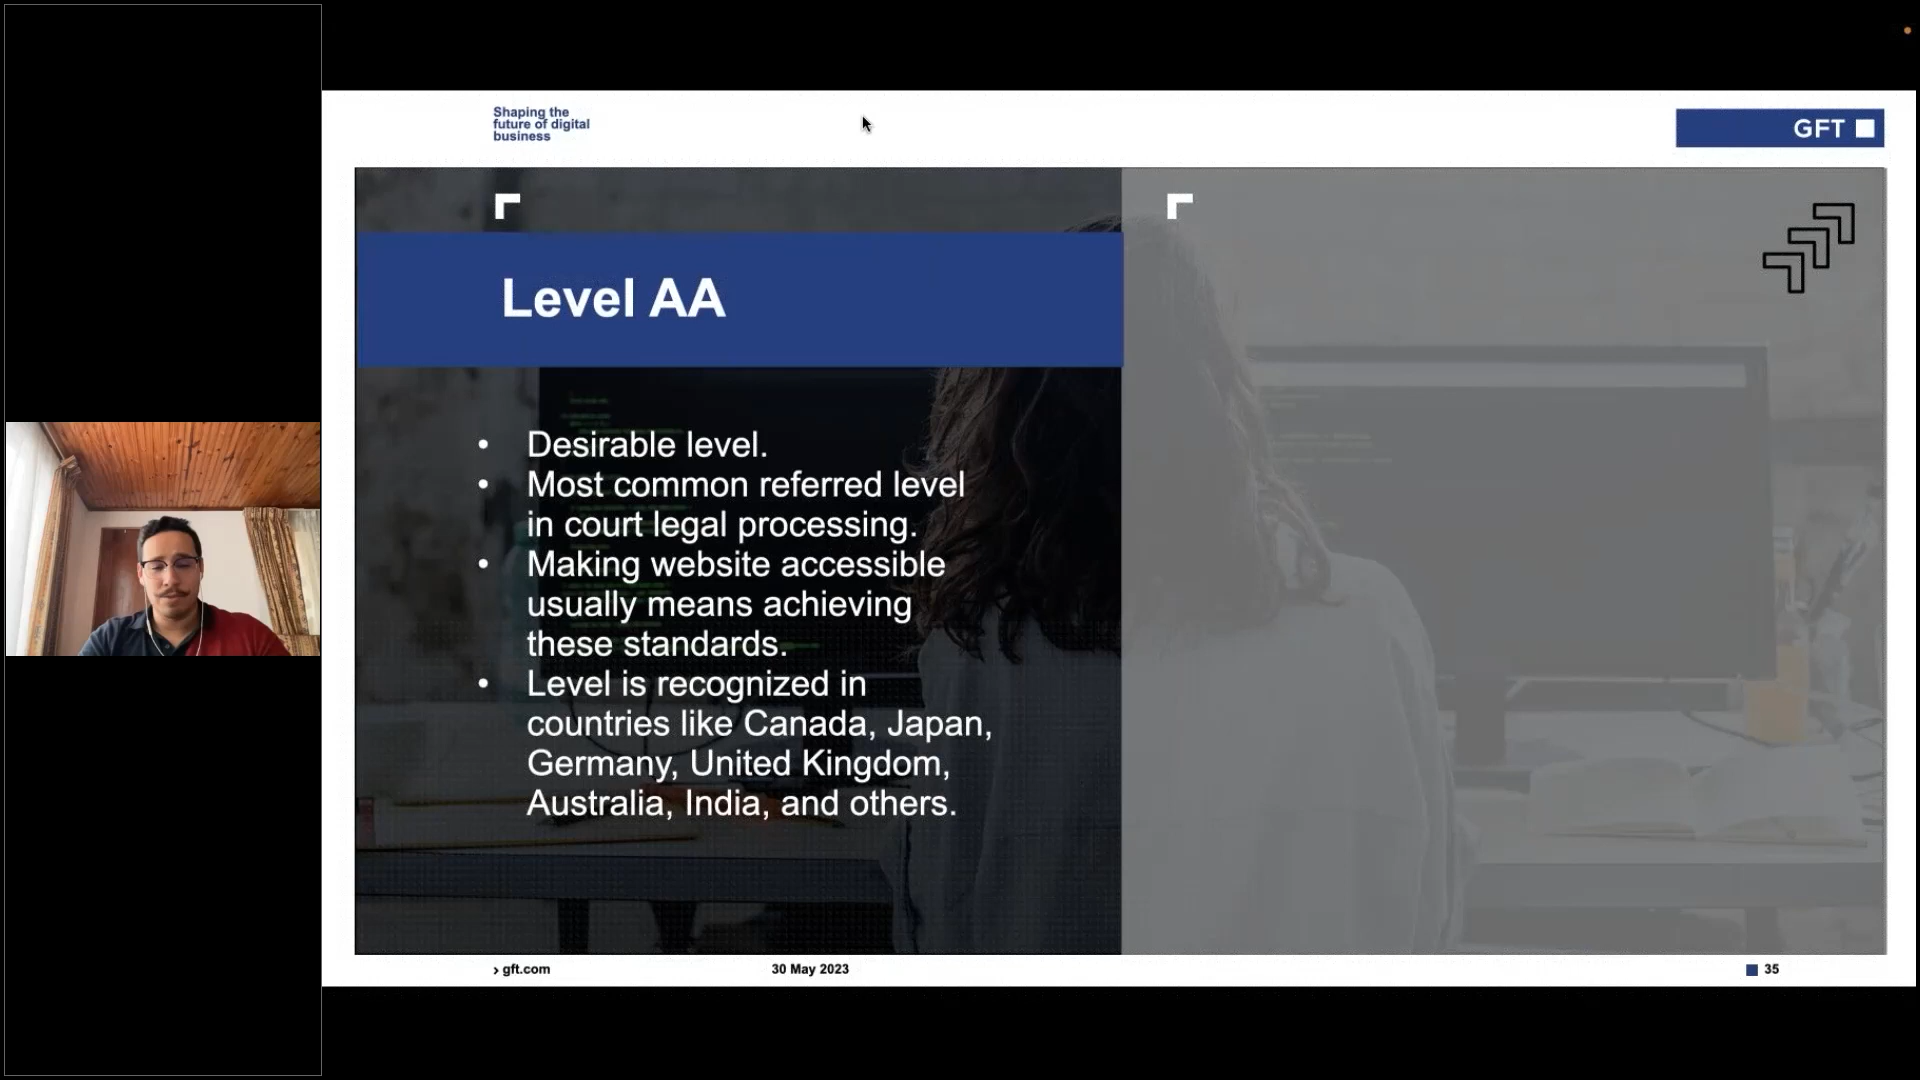 Shaping the
future of digital
business
GFT
Level AA
• Desirable level.
• Most common referred level
in court legal processing.
• Making website accessible
usually means achieving
these standards.
• Level is recognized in
countries like Canada, Japan,
Germany, United Kingdom,
Australia, India, and others.
› gft.com
30 May 2023
35